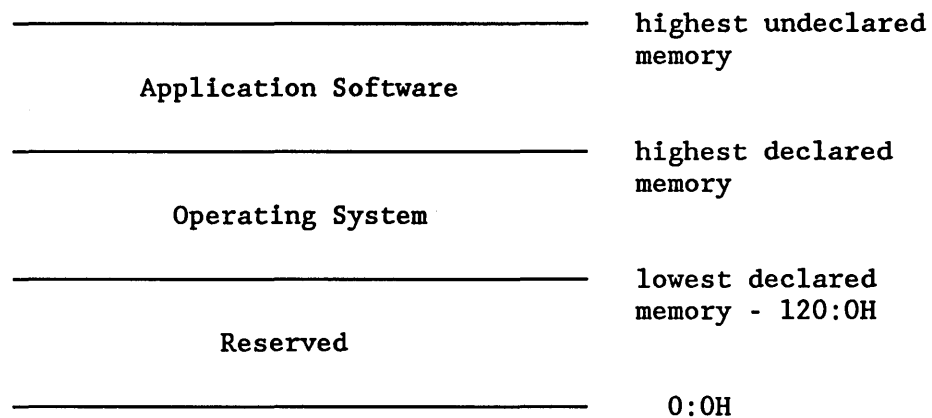 highest undeclared
memory
Application Software
highest declared
memory
Operating System
lowest declared
memory - 120:0H
Reserved
0:0H